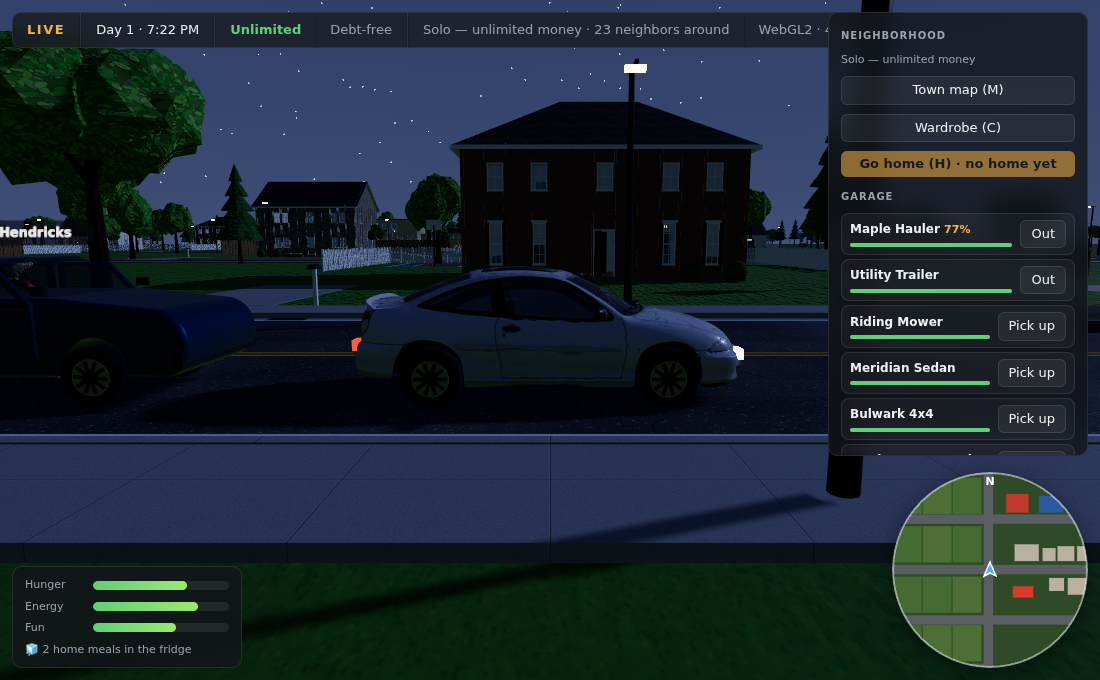 LIVE
Day 1 · 7:22 PM
Unlimited
Debt-free
Solo — unlimited money · 23 neighbors around
WebGL2 ·
NEIGHBORHOOD
Solo — unlimited money
Town map (M)
Wardrobe (C)
Go home (H) · no home yet
GARAGE
Maple Hauler 77%
Out
Utility Trailer
Out
Riding Mower
Pick up
Meridian Sedan
Pick up
Bulwark 4x4
Pick up
Hendricks
N
Hunger
Energy
Fun
2 home meals in the fridge